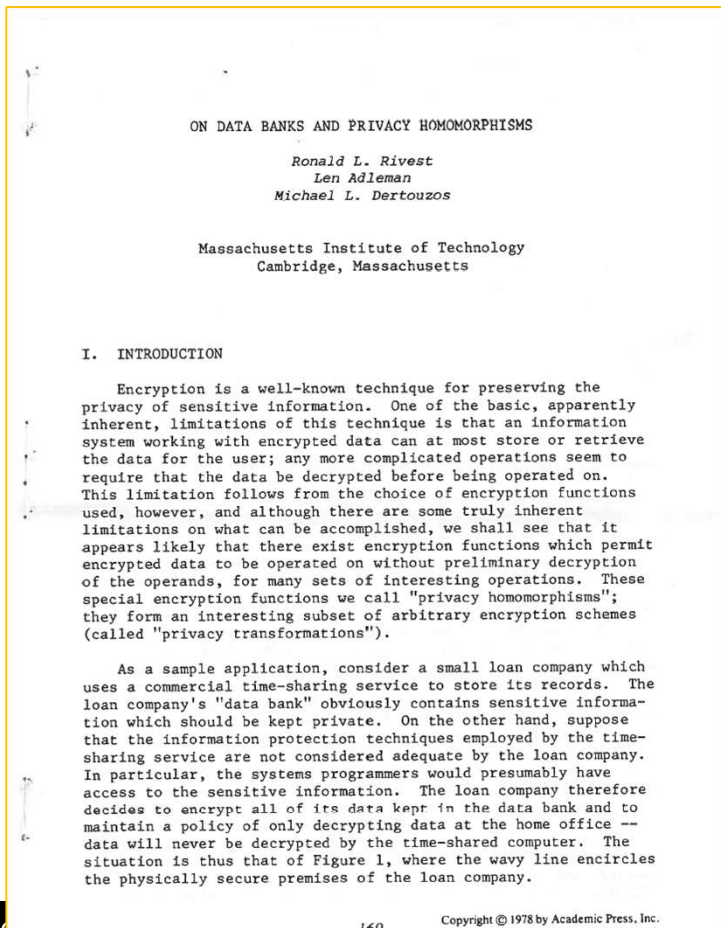 ON DATA BANKS AND PRIVACY HOMOMORPHISMS
Ronald L. Rivest
Len Adleman
Michael L. Dertouzos
Massachusetts Institute of Technology
Cambridge, Massachusetts
I. INTRODUCTION
Encryption is a well-known technique for preserving the
privacy of sensitive information. One of the basic, apparently
inherent, limitations of this technique is that an information
system working with encrypted data can at most store or retrieve
the data for the user; any more complicated operations seem to
require that the data be decrypted before being operated on.
This limitation follows from the choice of encryption functions
used, however, and although there are some truly inherent
limitations on what can be accomplished, we shall see that it
appears likely that there exist encryption functions which permit
encrypted data to be operated on without preliminary decryption
of the operands, for many sets of interesting operations. These
special encryption functions we call "privacy homomorphisms";
they form an interesting subset of arbitrary encryption schemes
(called "privacy transformations").
As a sample application, consider a small loan company which
uses a commercial time-sharing service to store its records. The
loan company's "data bank" obviously contains sensitive informa-
tion which should be kept private. On the other hand, suppose
that the information protection techniques employed by the time-
sharing service are not considered adequate by the loan company.
In particular, the systems programmers would presumably have
access to the sensitive information. The loan company therefore
decides to encrypt all of its data kept in the data bank and to
maintain a policy of only decrypting data at the home office --
data will never be decrypted by the time-shared computer. The
situation is thus that of Figure 1, where the wavy line encircles
the physically secure premises of the loan company.
169
Copyright © 1978 by Academic Press, Inc.